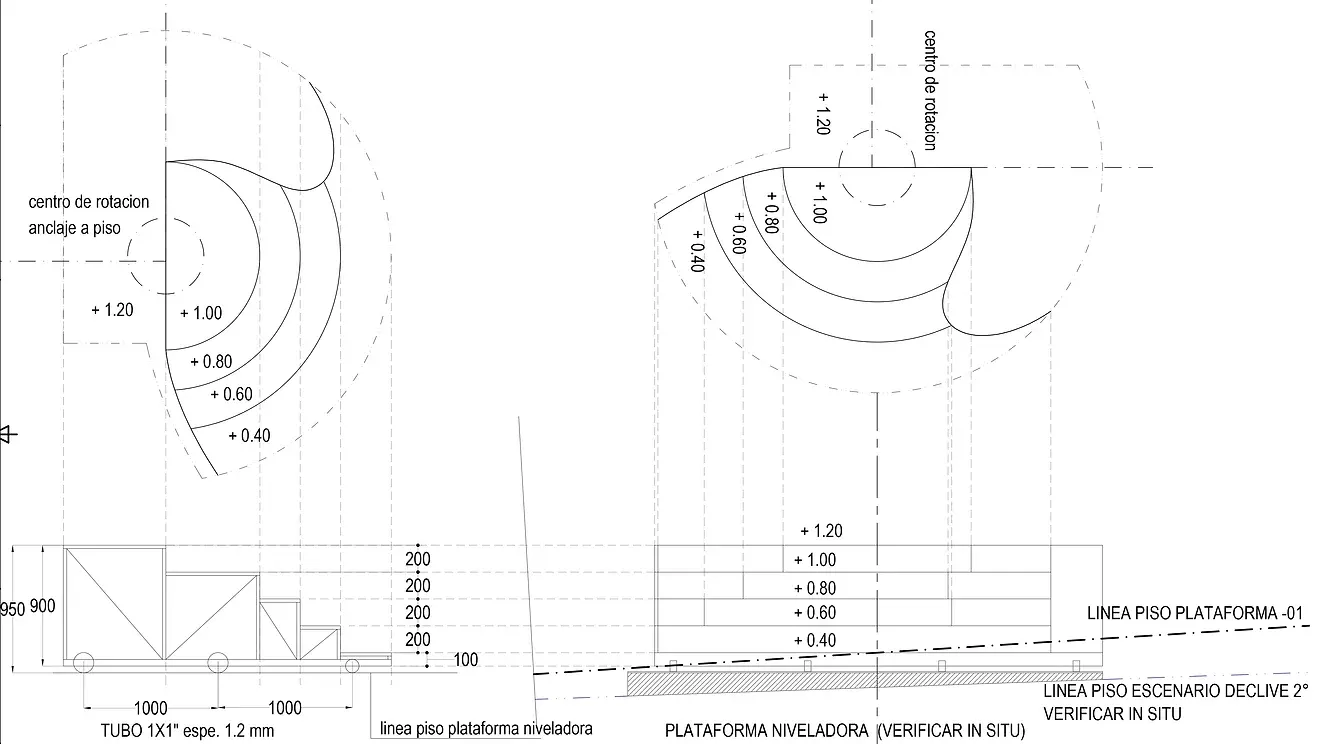 centro de rotacion
anclaje a piso
+ 1.20
+ 1.00
+ 0.80
+ 0.60
+ 0.40
centro de rotacion
+ 1.20
+ 1.00
+ 0.80
+ 0.60
+ 0.40
950
900
200
200
200
200
100
1000
1000
TUBO 1X1" espe. 1.2 mm
linea piso plataforma niveladora
+ 1.20
+ 1.00
+ 0.80
+ 0.60
+ 0.40
LINEA PISO PLATAFORMA -01
LINEA PISO ESCENARIO DECLIVE 2°
VERIFICAR IN SITU
PLATAFORMA NIVELADORA (VERIFICAR IN SITU)